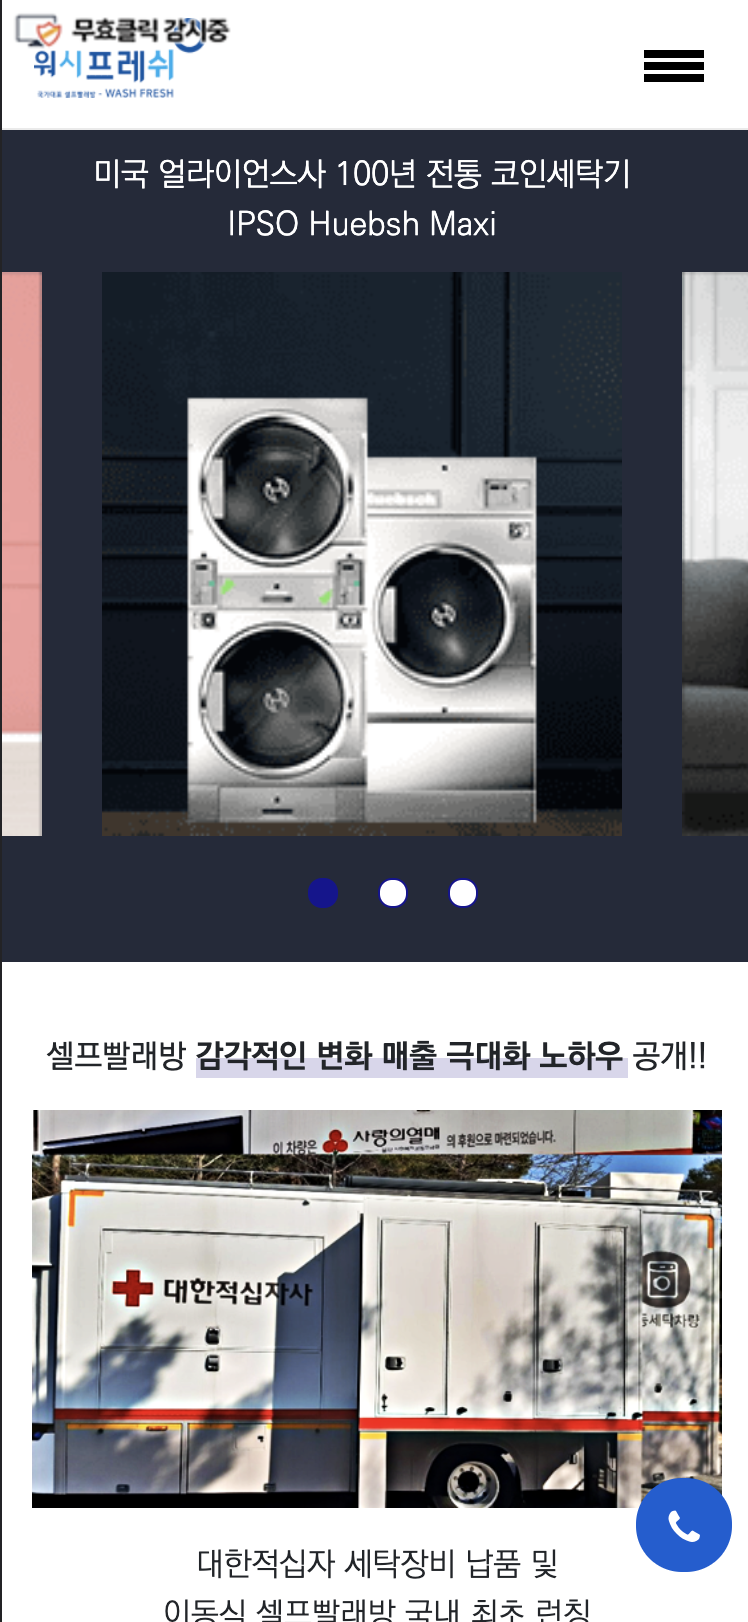 무효클릭 감시중
워시프레쉬
국가대표 셀프빨래방 - WASH FRESH
미국 얼라이언스사 100년 전통 코인세탁기
IPSO Huebsh Maxi
Huebsch
셀프빨래방 감각적인 변화 매출 극대화 노하우 공개!!
이 차량은 사랑의열매 의 후원으로 마련되었습니다.
대한적십자사
동세탁차량
대한적십자 세탁장비 납품 및
이동식 셀프빨래방 국내 최초 런칭